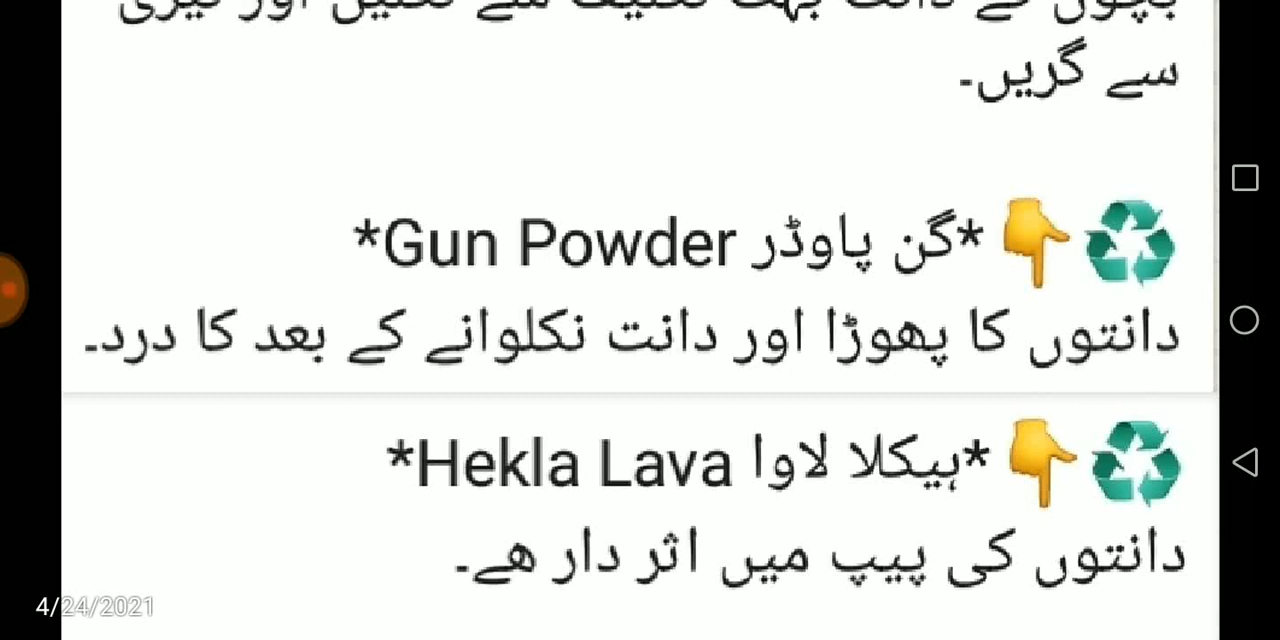 سے گریں۔
*گن پاوڈر Gun Powder*
دانتوں کا پھوڑا اور دانت نکلوانے کے بعد کا درد۔
*ہیکلا لاوا Hekla Lava*
دانتوں کی پیپ میں اثر دار ھے۔
4/24/2021